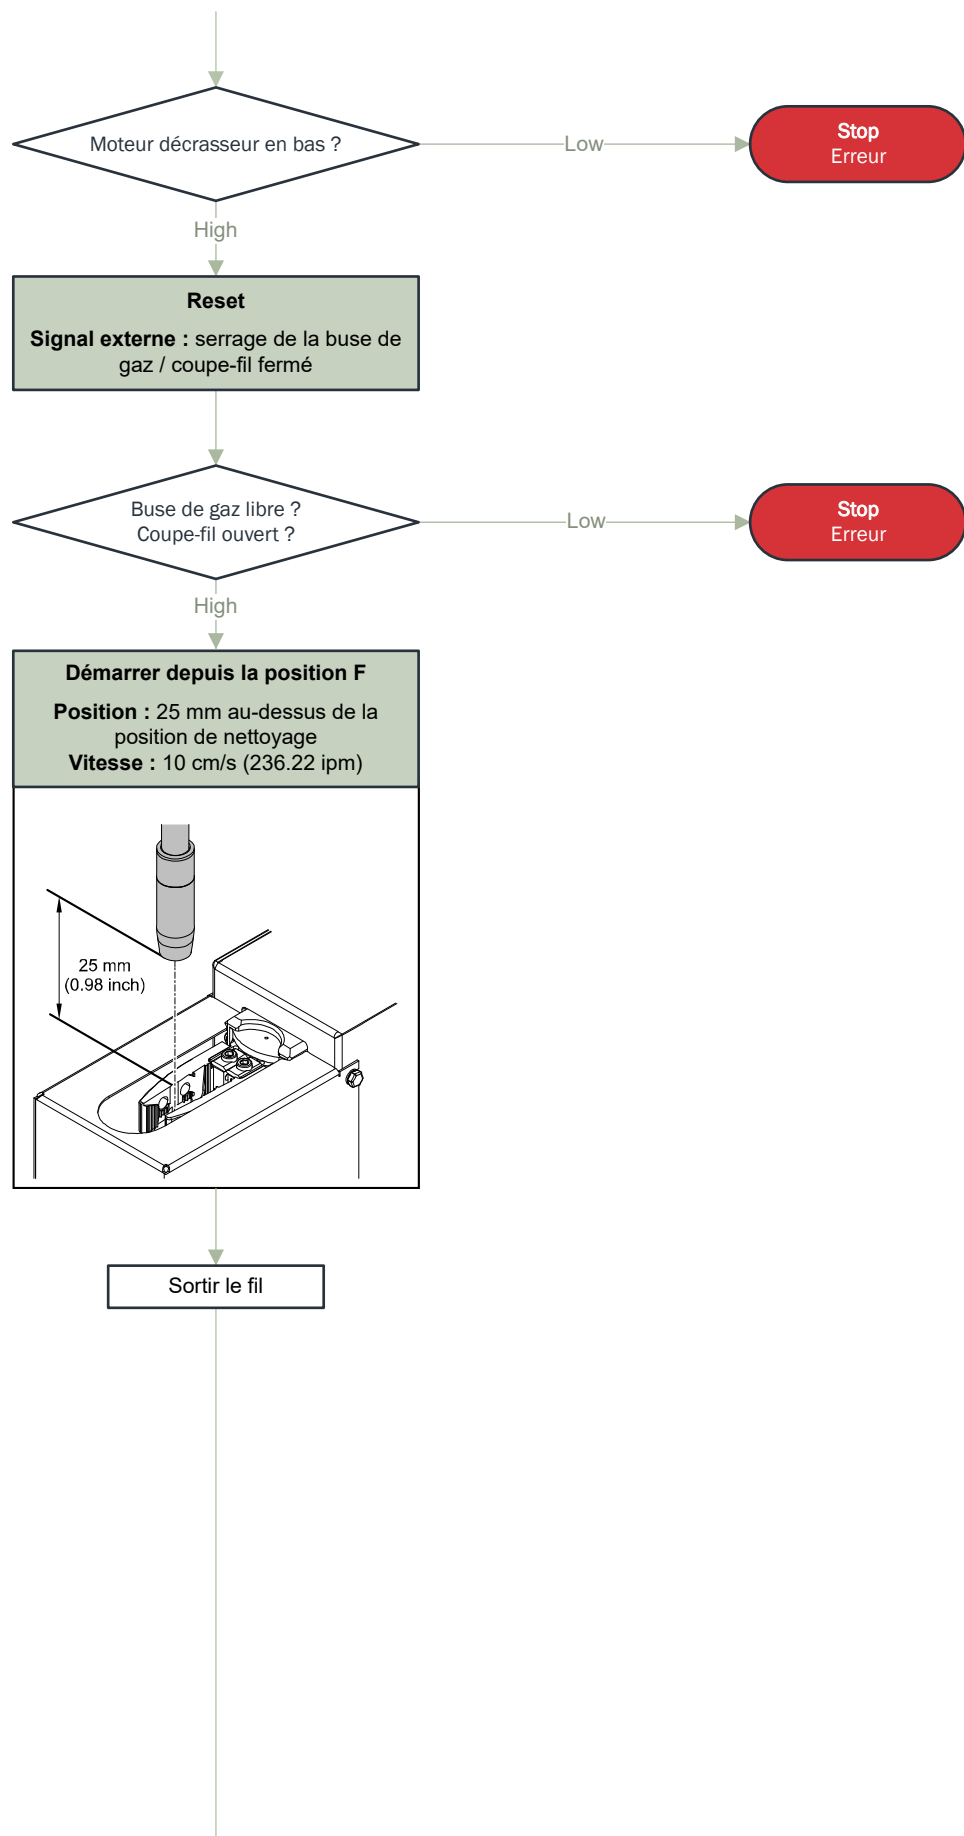 Moteur décrasseur en bas ?
Low
Stop
Erreur
High
Reset
Signal externe : serrage de la buse de
gaz / coupe-fil fermé
Buse de gaz libre ?
Coupe-fil ouvert ?
Low
Stop
Erreur
High
Démarrer depuis la position F
Position : 25 mm au-dessus de la
position de nettoyage
Vitesse : 10 cm/s (236.22 ipm)
25 mm
(0.98 inch)
Sortir le fil